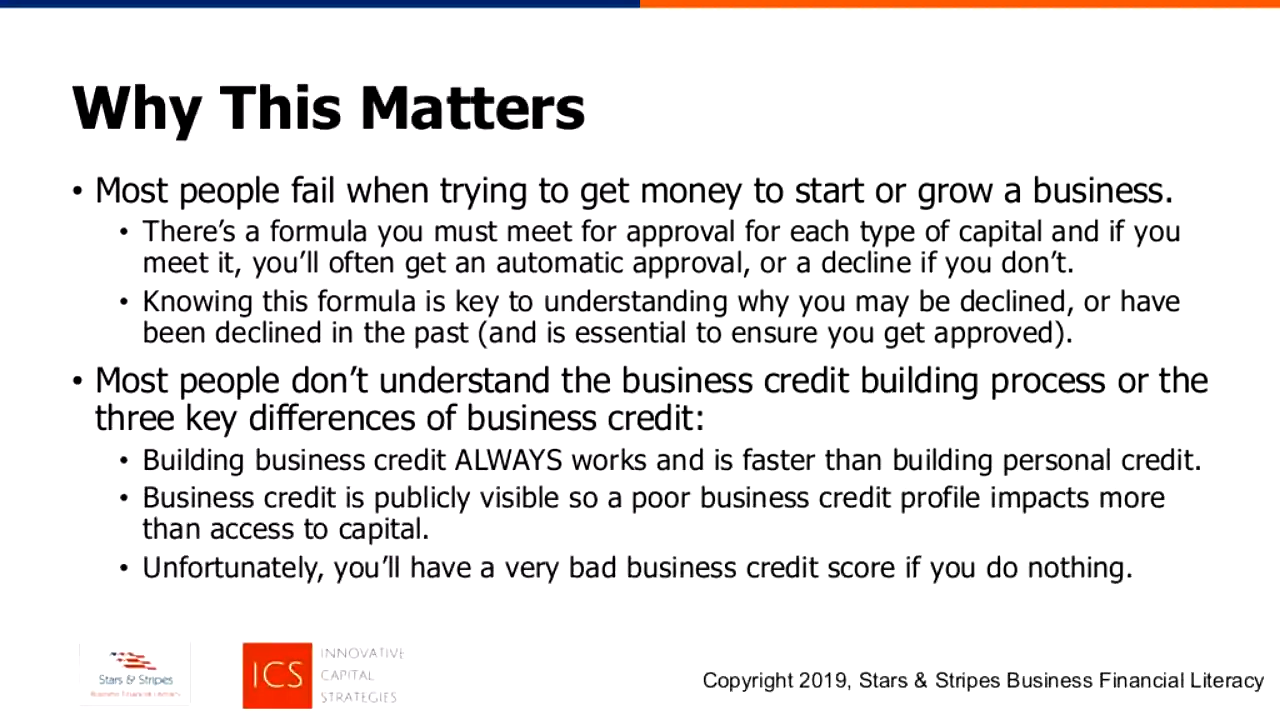 Why This Matters
• Most people fail when trying to get money to start or grow a business.
• There’s a formula you must meet for approval for each type of capital and if you
meet it, you’ll often get an automatic approval, or a decline if you don’t.
• Knowing this formula is key to understanding why you may be declined, or have
been declined in the past (and is essential to ensure you get approved).
• Most people don’t understand the business credit building process or the
three key differences of business credit:
• Building business credit ALWAYS works and is faster than building personal credit.
• Business credit is publicly visible so a poor business credit profile impacts more
than access to capital.
• Unfortunately, you’ll have a very bad business credit score if you do nothing.
Stars & Stripes
Business Financial Literacy
ICS
INNOVATIVE
CAPITAL
STRATEGIES
Copyright 2019, Stars & Stripes Business Financial Literacy